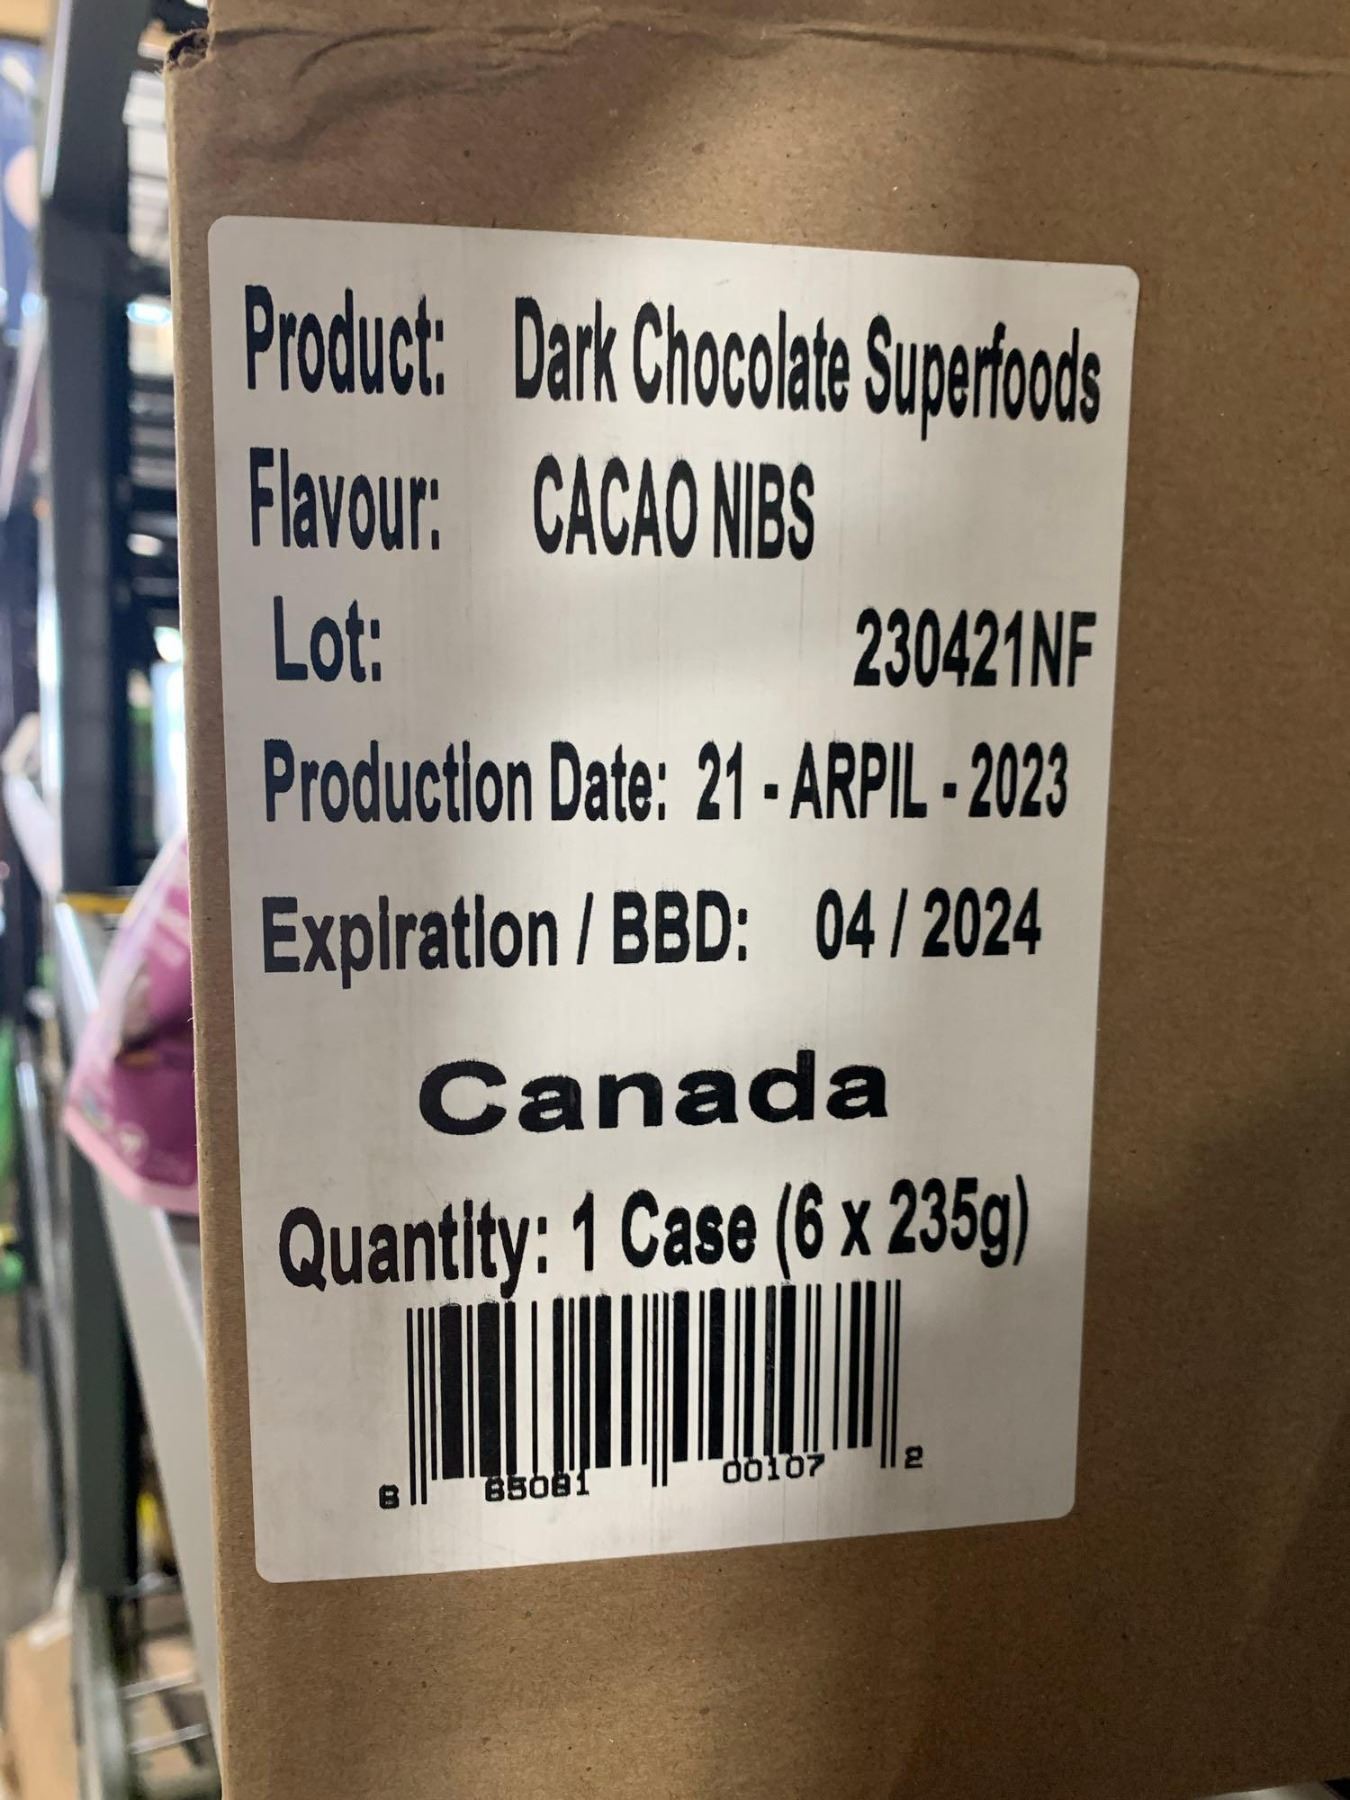 Product: Dark Chocolate Superfoods
Flavour: CACAO NIBS
Lot: 230421NF
Production Date: 21 - ARPIL - 2023
Expiration / BBD: 04 / 2024
Canada
Quantity: 1 Case (6 x 235g)
8 85081 00107 2